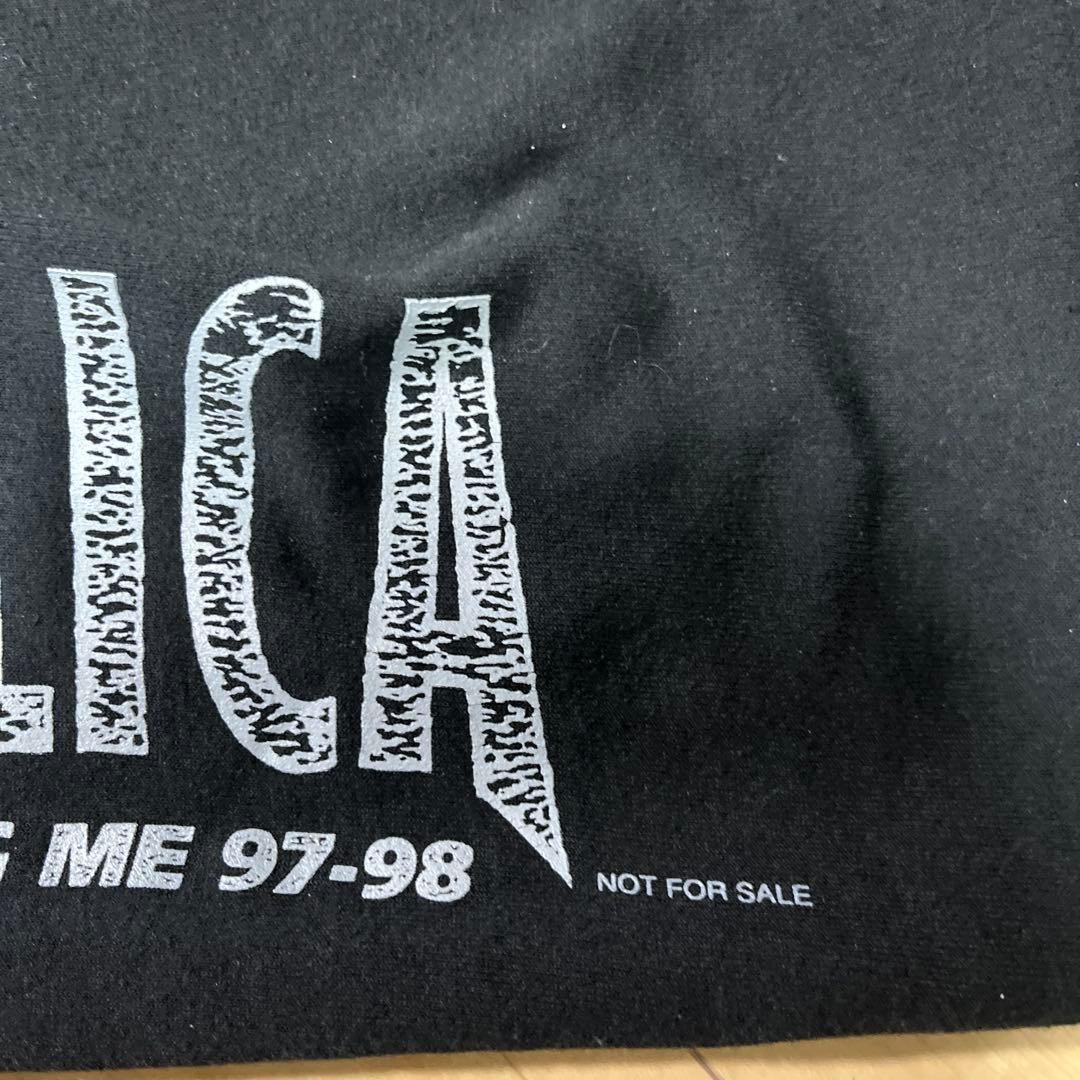 LICA
G ME 97-98
NOT FOR SALE